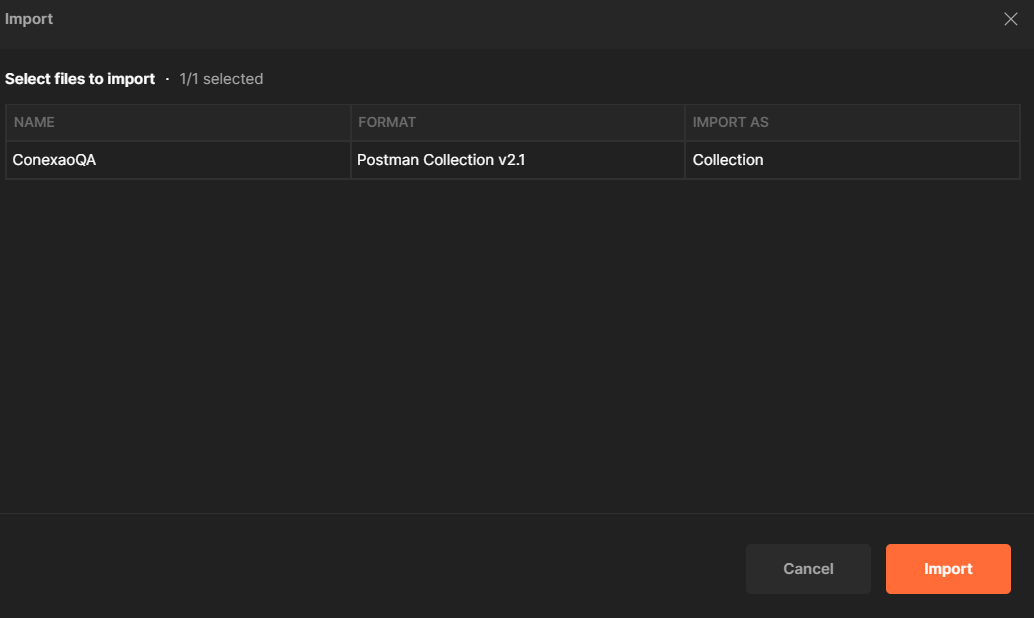 Import
Select files to import · 1/1 selected
NAME FORMAT IMPORT AS
ConexaoQA Postman Collection v2.1 Collection
Cancel Import